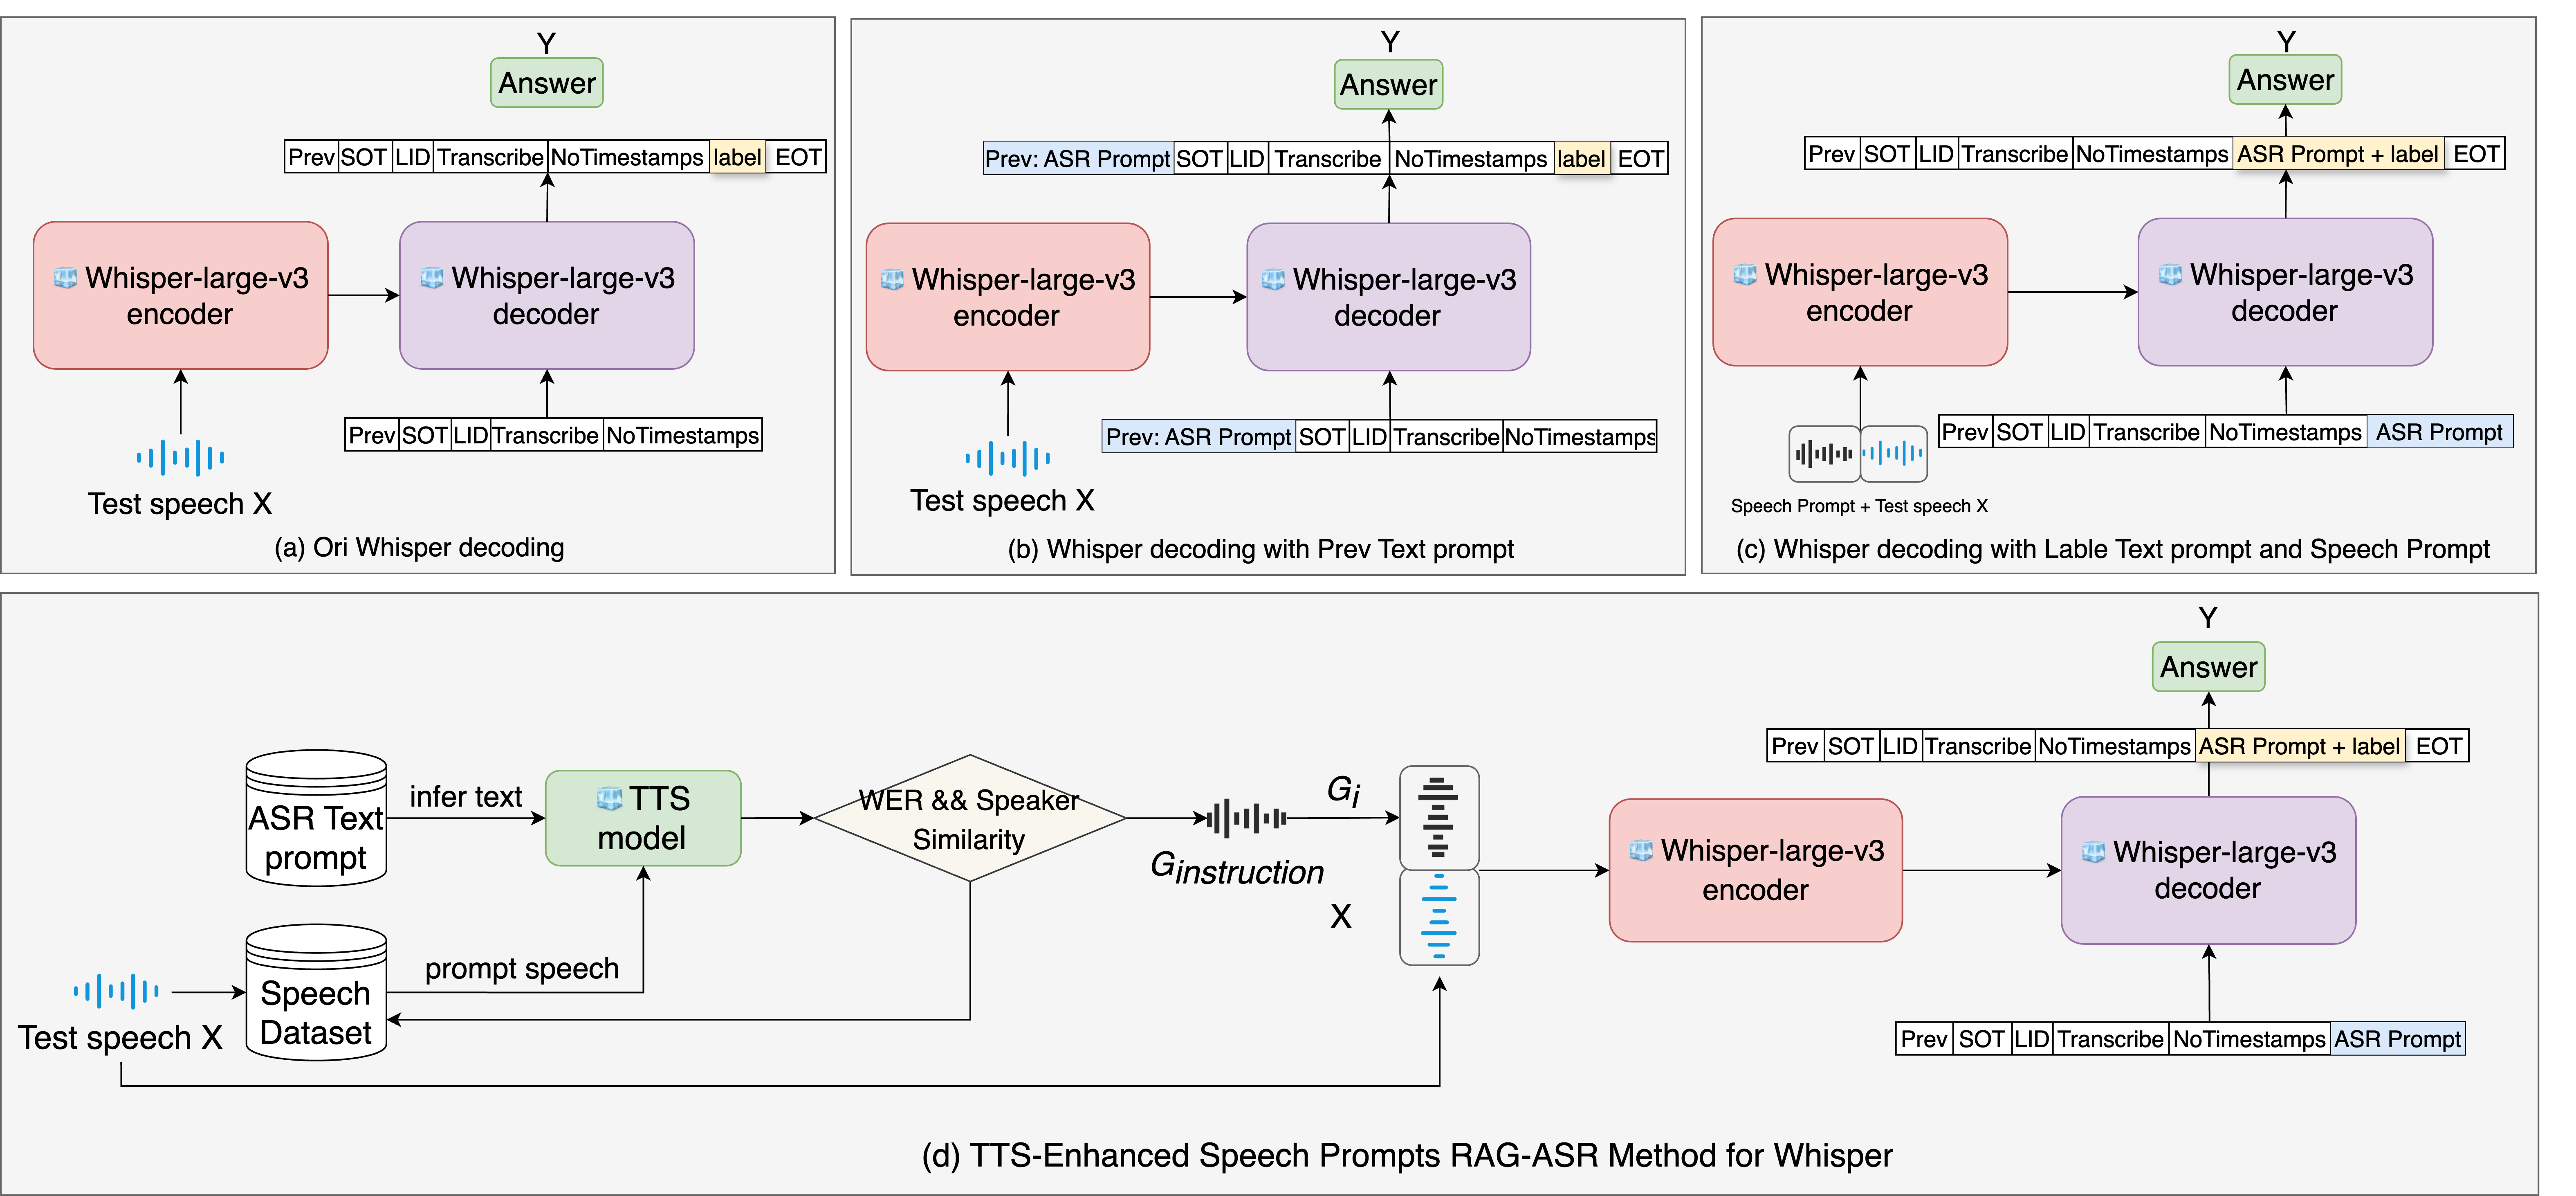 Y
Answer
Prev SOT LID Transcribe NoTimestamps label EOT
Whisper-large-v3
encoder
Whisper-large-v3
decoder
Prev SOT LID Transcribe NoTimestamps
Test speech X
(a) Ori Whisper decoding
Y
Answer
Prev: ASR Prompt SOT LID Transcribe NoTimestamps label EOT
Whisper-large-v3
encoder
Whisper-large-v3
decoder
Prev: ASR Prompt SOT LID Transcribe NoTimestamps
Test speech X
(b) Whisper decoding with Prev Text prompt
Y
Answer
Prev SOT LID Transcribe NoTimestamps ASR Prompt + label EOT
Whisper-large-v3
encoder
Whisper-large-v3
decoder
Prev SOT LID Transcribe NoTimestamps ASR Prompt
Speech Prompt + Test speech X
(c) Whisper decoding with Lable Text prompt and Speech Prompt
Y
Answer
Prev SOT LID Transcribe NoTimestamps ASR Prompt + label EOT
ASR Text
prompt
infer text
TTS
model
WER && Speaker
Similarity
Ginstruction
Gi
X
Whisper-large-v3
encoder
Whisper-large-v3
decoder
prompt speech
Speech
Dataset
Test speech X
Prev SOT LID Transcribe NoTimestamps ASR Prompt
(d) TTS-Enhanced Speech Prompts RAG-ASR Method for Whisper